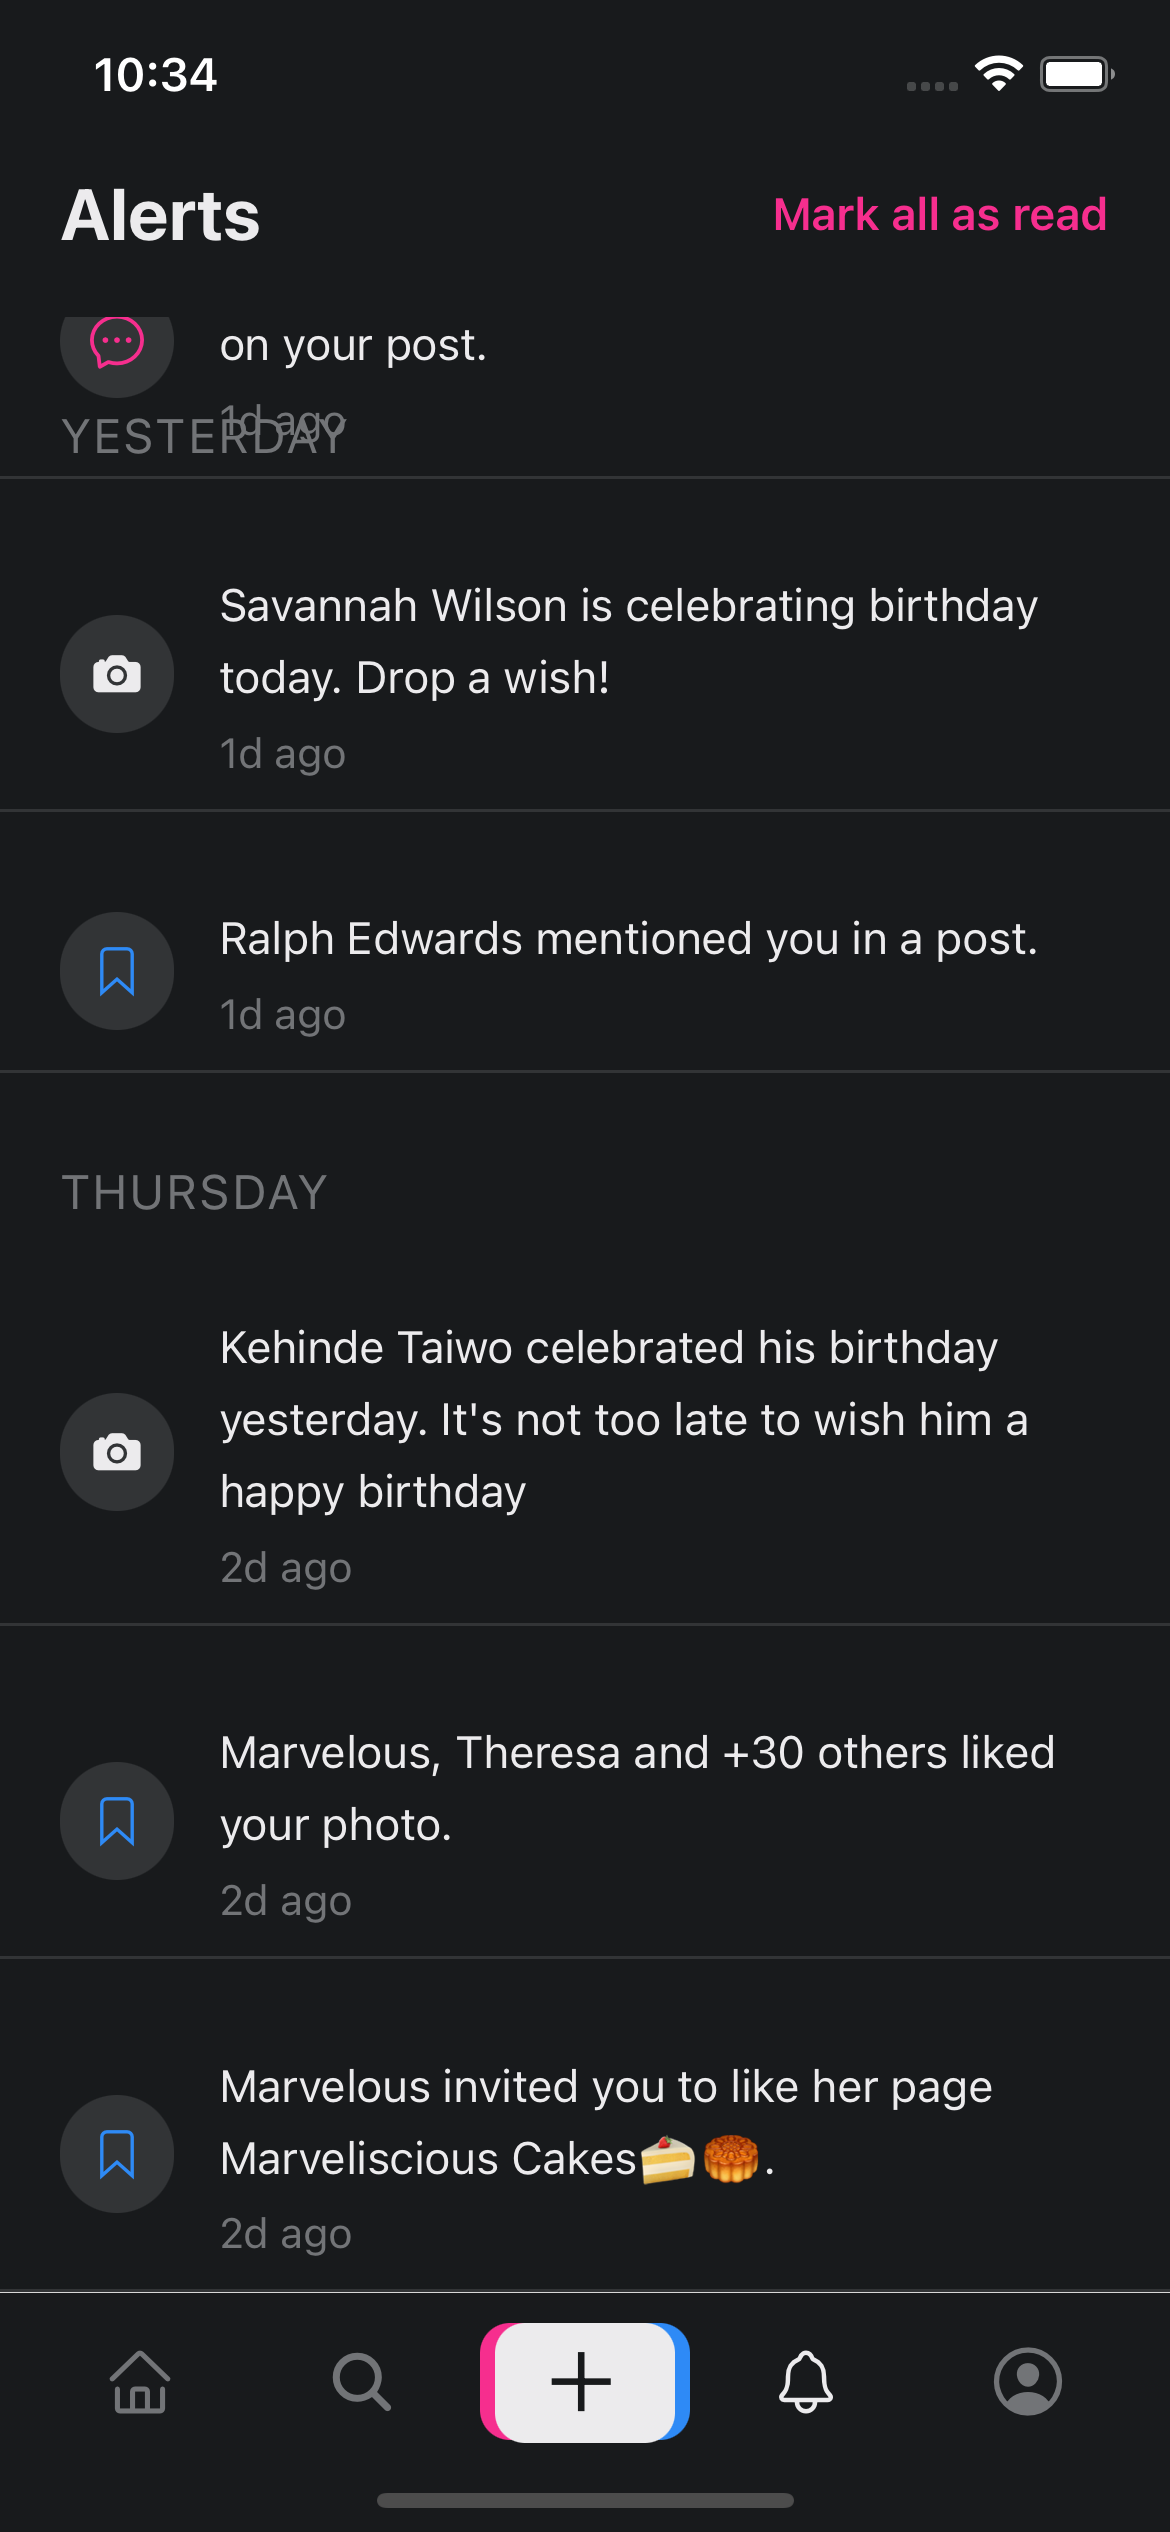 10:34
Alerts
Mark all as read
on your post.
1d ago
YESTERDAY
Savannah Wilson is celebrating birthday
today. Drop a wish!
1d ago
Ralph Edwards mentioned you in a post.
1d ago
THURSDAY
Kehinde Taiwo celebrated his birthday
yesterday. It's not too late to wish him a
happy birthday
2d ago
Marvelous, Theresa and +30 others liked
your photo.
2d ago
Marvelous invited you to like her page
Marveliscious Cakes🍰🥮.
2d ago